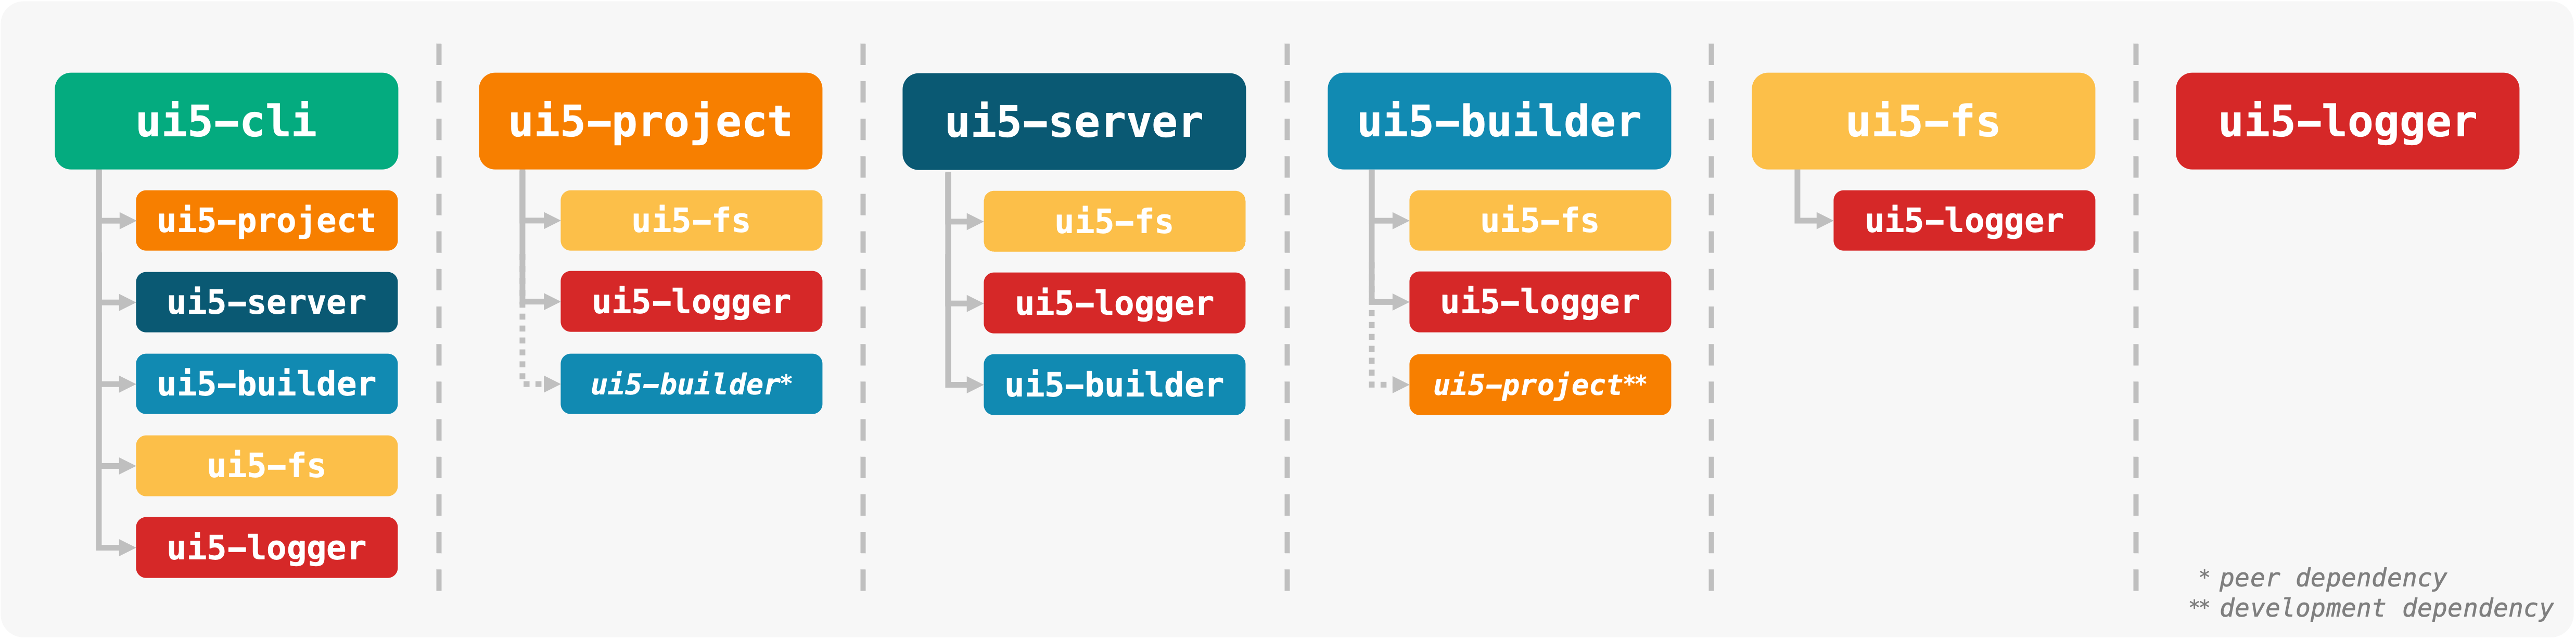 ui5-cli
ui5-project
ui5-server
ui5-builder
ui5-fs
ui5-logger
ui5-project
ui5-fs
ui5-logger
ui5-builder*
ui5-server
ui5-fs
ui5-logger
ui5-builder
ui5-builder
ui5-fs
ui5-logger
ui5-project**
ui5-fs
ui5-logger
ui5-logger
* peer dependency
** development dependency